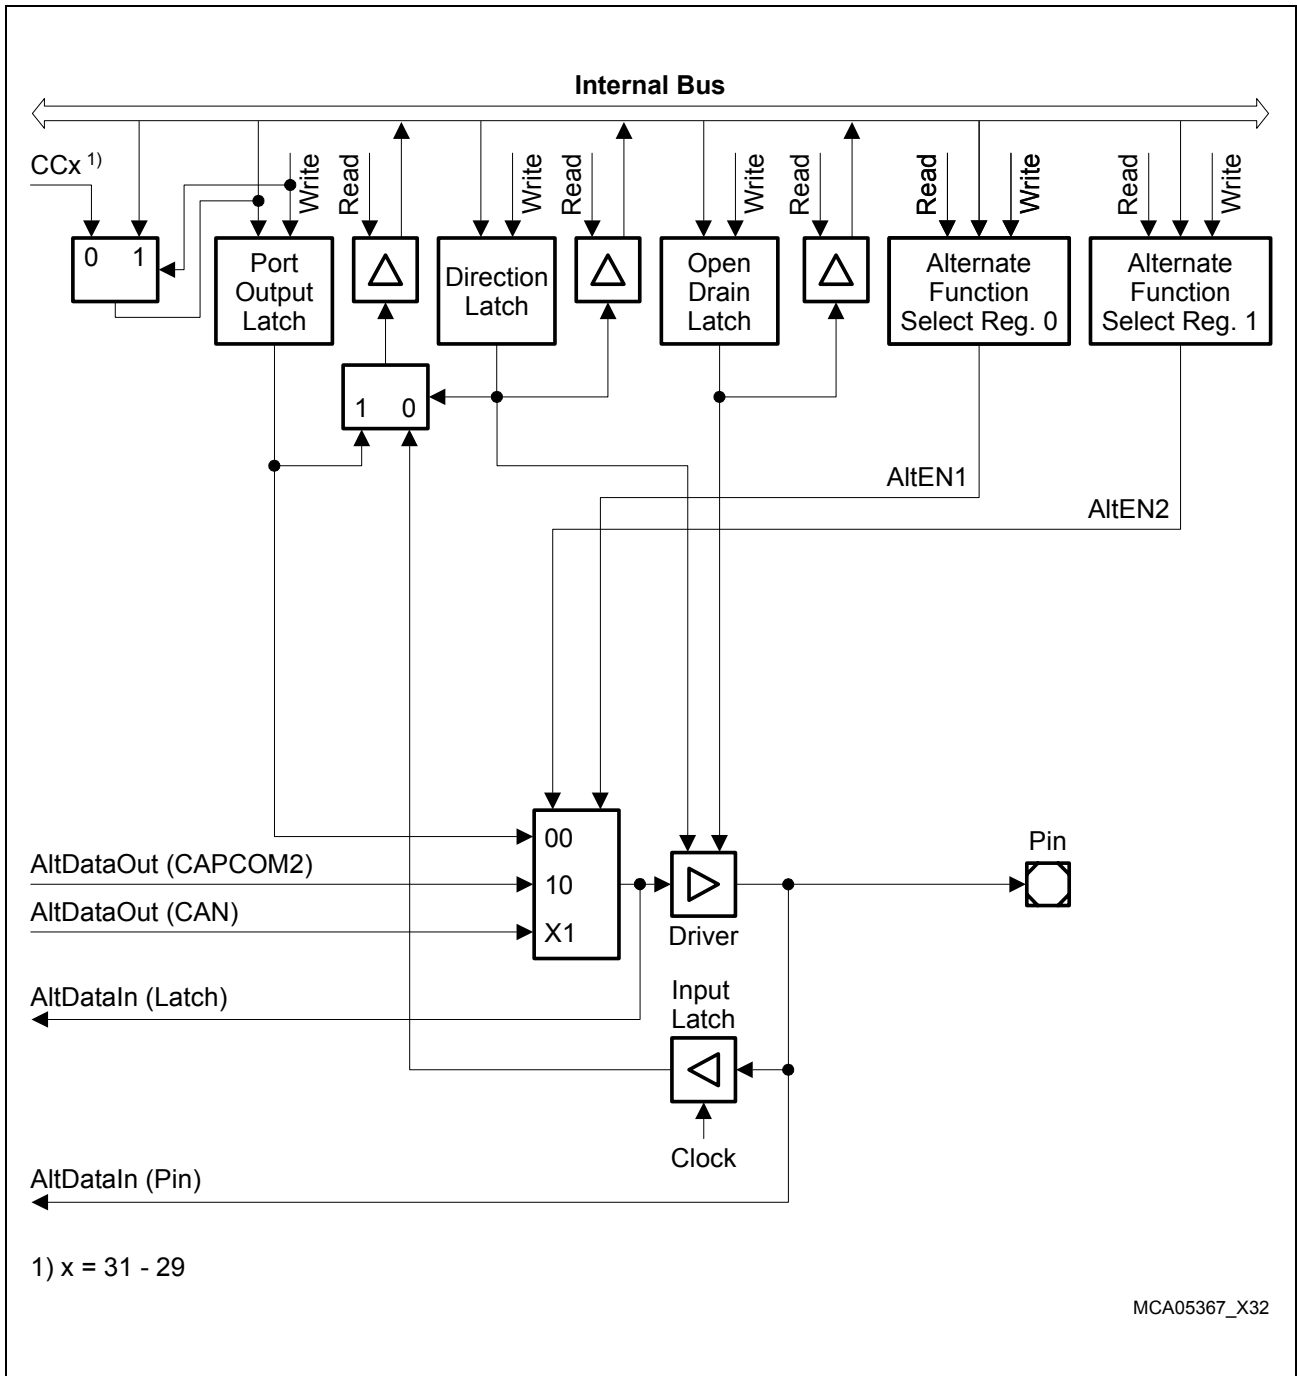 Internal Bus
CCx 1)
Write
Read
Write
Read
Write
Read
Read
Write
Read
Write
0 1
Port
Output
Latch
Direction
Latch
Open
Drain
Latch
Alternate
Function
Select Reg. 0
Alternate
Function
Select Reg. 1
1 0
AltEN1
AltEN2
00
10
X1
AltDataOut (CAPCOM2)
AltDataOut (CAN)
Driver
Pin
AltDataIn (Latch)
Input
Latch
Clock
AltDataIn (Pin)
1) x = 31 - 29
MCA05367_X32